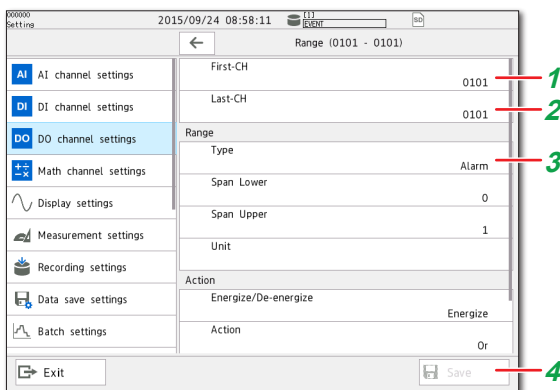 000000
Setting
2015/09/24 08:58:11
[1]
EVENT
SD
Range (0101 - 0101)
AI AI channel settings
DI DI channel settings
DO DO channel settings
Math channel settings
Display settings
Measurement settings
Recording settings
Data save settings
Batch settings
First-CH
0101
1
Last-CH
0101
2
Range
Type
Alarm
3
Span Lower
0
Span Upper
1
Unit
Action
Energize/De-energize
Energize
Action
Or
Exit
Save
4